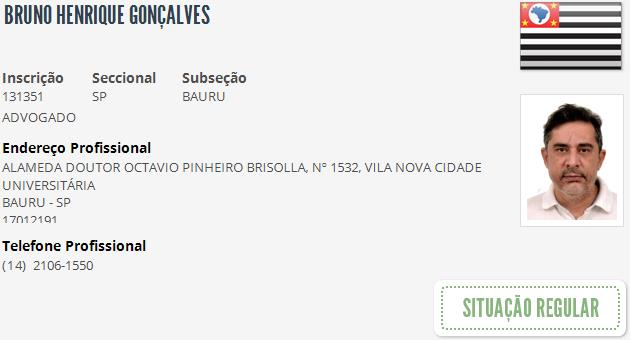 BRUNO HENRIQUE GONÇALVES
Inscrição Seccional Subseção
131351 SP BAURU
ADVOGADO
Endereço Profissional
ALAMEDA DOUTOR OCTAVIO PINHEIRO BRISOLLA, Nº 1532, VILA NOVA CIDADE
UNIVERSITÁRIA
BAURU - SP
17012191
Telefone Profissional
(14) 2106-1550
SITUAÇÃO REGULAR